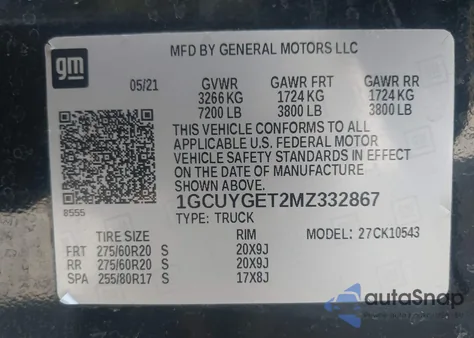 gm
MFD BY GENERAL MOTORS LLC
05/21 GVWR GAWR FRT GAWR RR
3266 KG 1724 KG 1724 KG
7200 LB 3800 LB 3800 LB
THIS VEHICLE CONFORMS TO ALL
APPLICABLE U.S. FEDERAL MOTOR
VEHICLE SAFETY STANDARDS IN EFFECT
ON THE DATE OF MANUFACTURE
SHOWN ABOVE.
8555
1GCUYGET2MZ332867
TYPE: TRUCK
TIRE SIZE RIM MODEL: 27CK10543
FRT 275/60R20 S 20X9J
RR 275/60R20 S 20X9J
SPA 255/80R17 S 17X8J
autoSnap